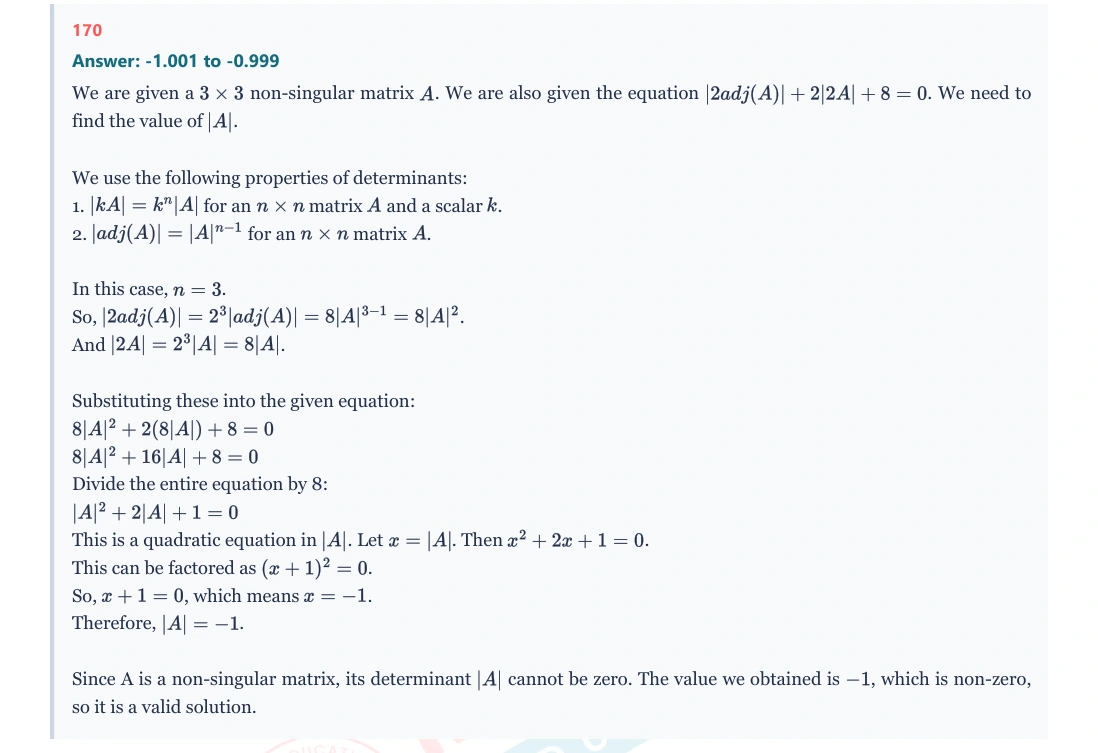 170
Answer: -1.001 to -0.999
We are given a 3 × 3 non-singular matrix A. We are also given the equation |2adj(A)| + 2|2A| + 8 = 0. We need to
find the value of |A|.
We use the following properties of determinants:
1. |kA| = kⁿ|A| for an n × n matrix A and a scalar k.
2. |adj(A)| = |A|ⁿ⁻¹ for an n × n matrix A.
In this case, n = 3.
So, |2adj(A)| = 2³|adj(A)| = 8|A|³⁻¹ = 8|A|².
And |2A| = 2³|A| = 8|A|.
Substituting these into the given equation:
8|A|² + 2(8|A|) + 8 = 0
8|A|² + 16|A| + 8 = 0
Divide the entire equation by 8:
|A|² + 2|A| + 1 = 0
This is a quadratic equation in |A|. Let x = |A|. Then x² + 2x + 1 = 0.
This can be factored as (x + 1)² = 0.
So, x + 1 = 0, which means x = −1.
Therefore, |A| = −1.
Since A is a non-singular matrix, its determinant |A| cannot be zero. The value we obtained is −1, which is non-zero,
so it is a valid solution.